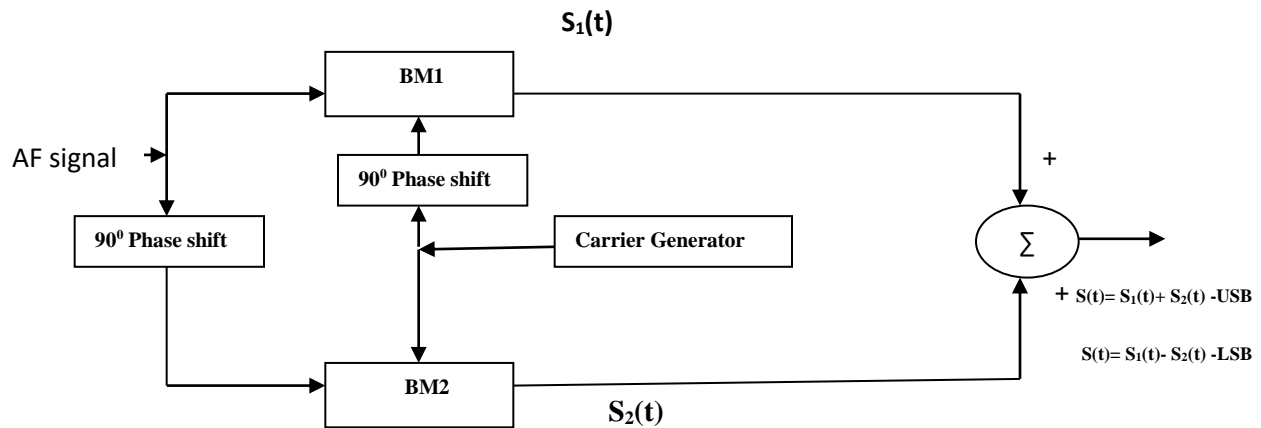 S₁(t)
BM1
AF signal
90⁰ Phase shift
+
90⁰ Phase shift
Carrier Generator
Σ
+ S(t)= S₁(t)+ S₂(t) -USB
S(t)= S₁(t)- S₂(t) -LSB
BM2
S₂(t)